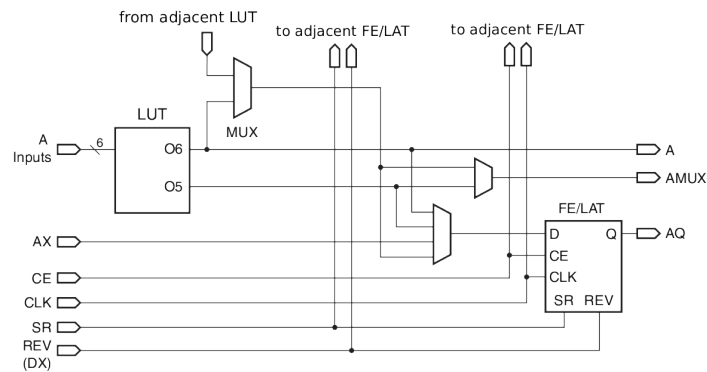 from adjacent LUT
to adjacent FE/LAT
to adjacent FE/LAT
LUT
MUX
A
Inputs
6
O6
O5
A
AMUX
FE/LAT
D
Q
AQ
CE
CLK
SR REV
AX
CE
CLK
SR
REV
(DX)